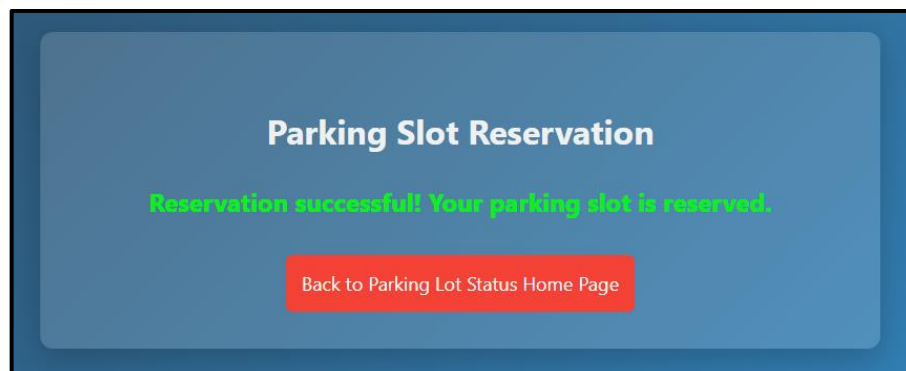 Parking Slot Reservation
Reservation successful! Your parking slot is reserved.
Back to Parking Lot Status Home Page